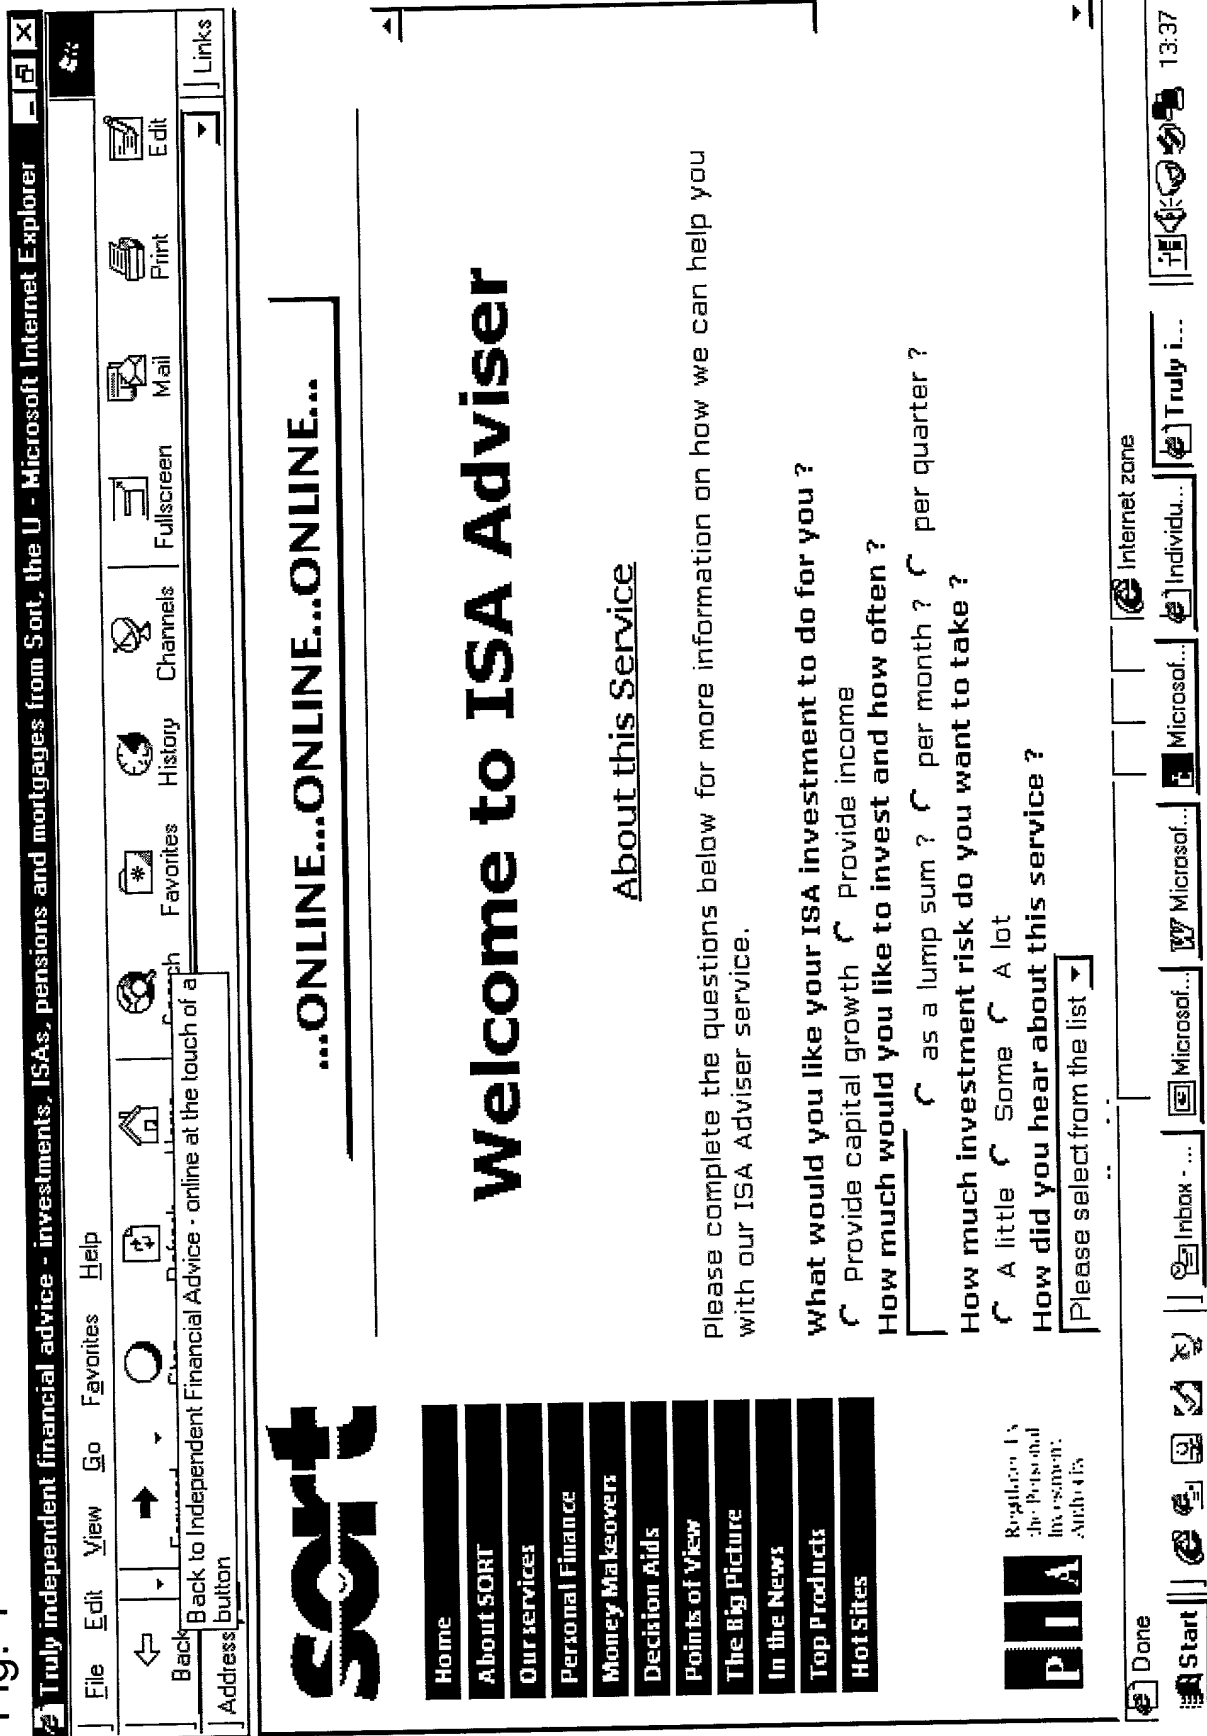 Fig. 1
Truly independent financial advice - investments, ISAs, pensions and mortgages from Sort, the U - Microsoft Internet Explorer
File Edit View Go Favorites Help
Back
Favorites History Channels Fullscreen Mail Print Edit
Back to Independent Financial Advice - online at the touch of a
button
Address
Links
sort
...ONLINE...ONLINE...ONLINE...
Home
About SORT
Our services
Personal Finance
Money Makeovers
Decision Aids
Points of View
The Big Picture
In the News
Top Products
Hot Sites
PIA
Regulated by
the Personal
Investment
Authority
Welcome to ISA Adviser
About this Service
Please complete the questions below for more information on how we can help you
with our ISA Adviser service.
What would you like your ISA investment to do for you ?
Provide capital growth Provide income
How much would you like to invest and how often ?
as a lump sum ? per month ? per quarter ?
How much investment risk do you want to take ?
A little Some A lot
How did you hear about this service ?
Please select from the list
Done
Internet zone
Start Inbox - ... Microsof... Microsof... Microsof... Individu... Truly i... 13:37